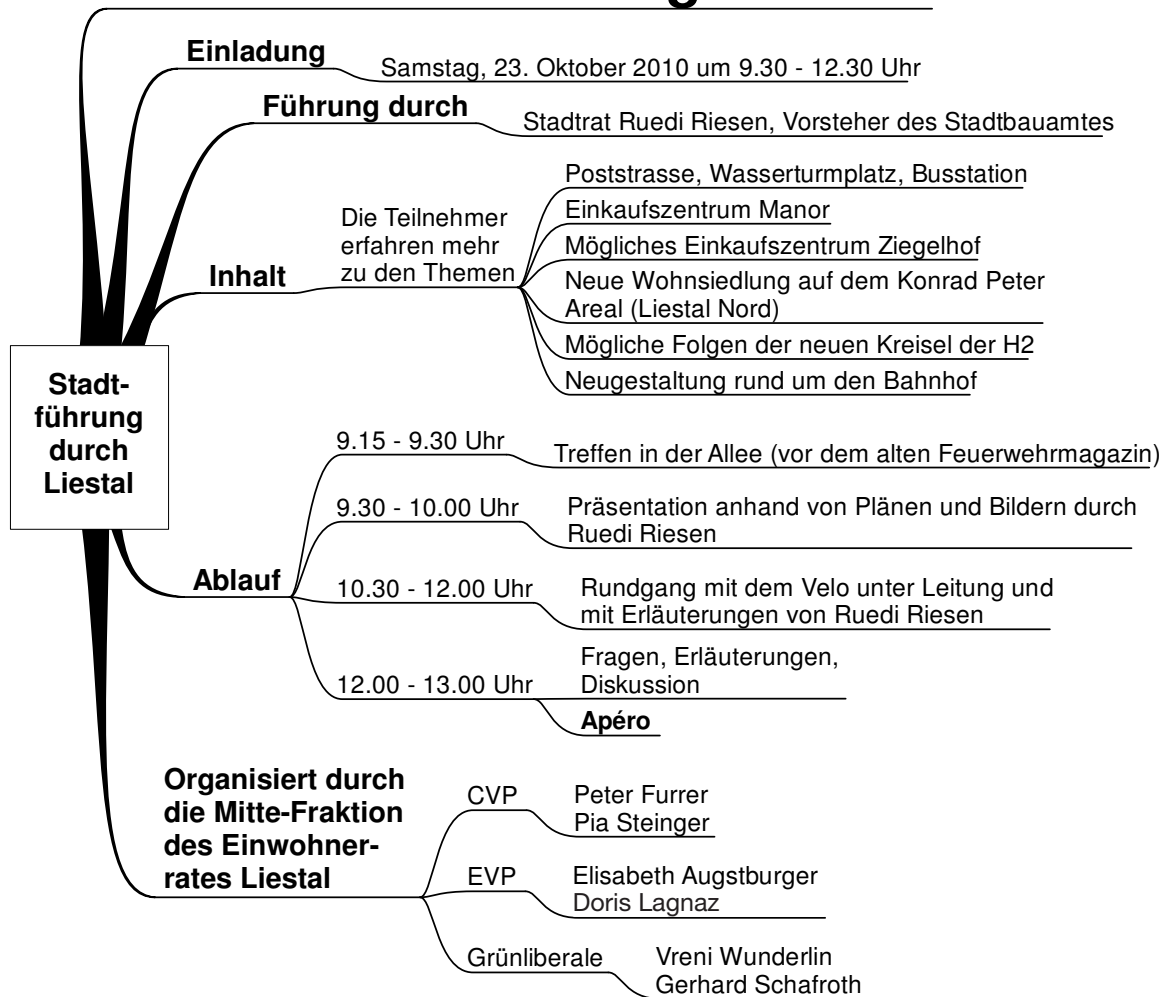 Einladung
Samstag, 23. Oktober 2010 um 9.30 - 12.30 Uhr
Führung durch
Stadtrat Ruedi Riesen, Vorsteher des Stadtbauamtes
Inhalt
Die Teilnehmer
erfahren mehr
zu den Themen
Poststrasse, Wasserturmplatz, Busstation
Einkaufszentrum Manor
Mögliches Einkaufszentrum Ziegelhof
Neue Wohnsiedlung auf dem Konrad Peter
Areal (Liestal Nord)
Mögliche Folgen der neuen Kreisel der H2
Neugestaltung rund um den Bahnhof
Stadt-
führung
durch
Liestal
Ablauf
9.15 - 9.30 Uhr
Treffen in der Allee (vor dem alten Feuerwehrmagazin)
9.30 - 10.00 Uhr
Präsentation anhand von Plänen und Bildern durch
Ruedi Riesen
10.30 - 12.00 Uhr
Rundgang mit dem Velo unter Leitung und
mit Erläuterungen von Ruedi Riesen
12.00 - 13.00 Uhr
Fragen, Erläuterungen,
Diskussion
Apéro
Organisiert durch
die Mitte-Fraktion
des Einwohner-
rates Liestal
CVP
Peter Furrer
Pia Steinger
EVP
Elisabeth Augstburger
Doris Lagnaz
Grünliberale
Vreni Wunderlin
Gerhard Schafroth